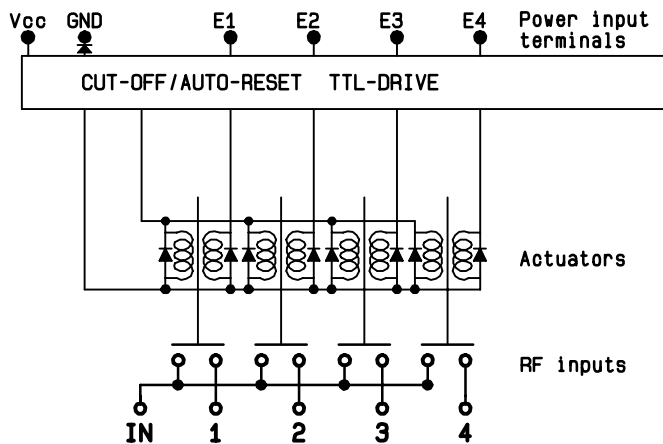 Vcc GND E1 E2 E3 E4 Power input
terminals
CUT-OFF/AUTO-RESET TTL-DRIVE
Actuators
RF inputs
IN 1 2 3 4